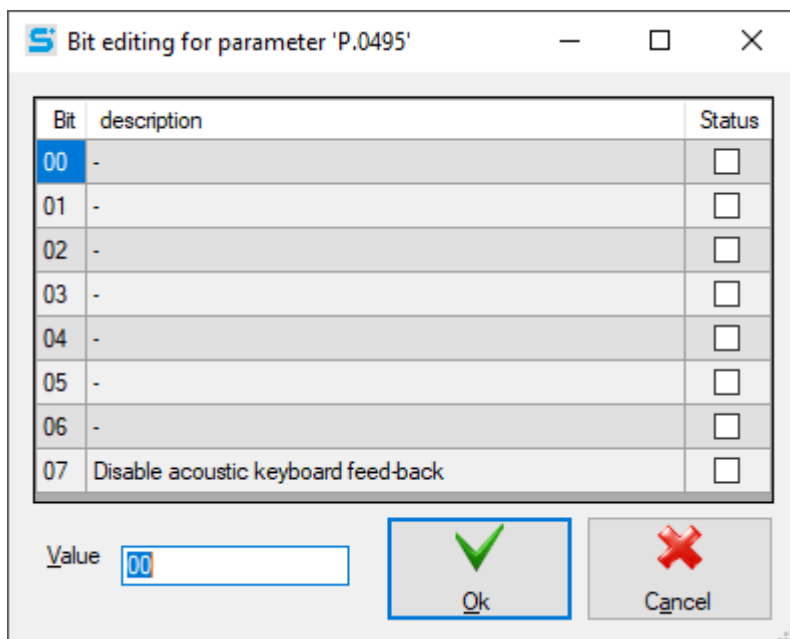 Bit editing for parameter 'P.0495'
Bit description Status
00 -
01 -
02 -
03 -
04 -
05 -
06 -
07 Disable acoustic keyboard feed-back
Value 00
Ok Cancel